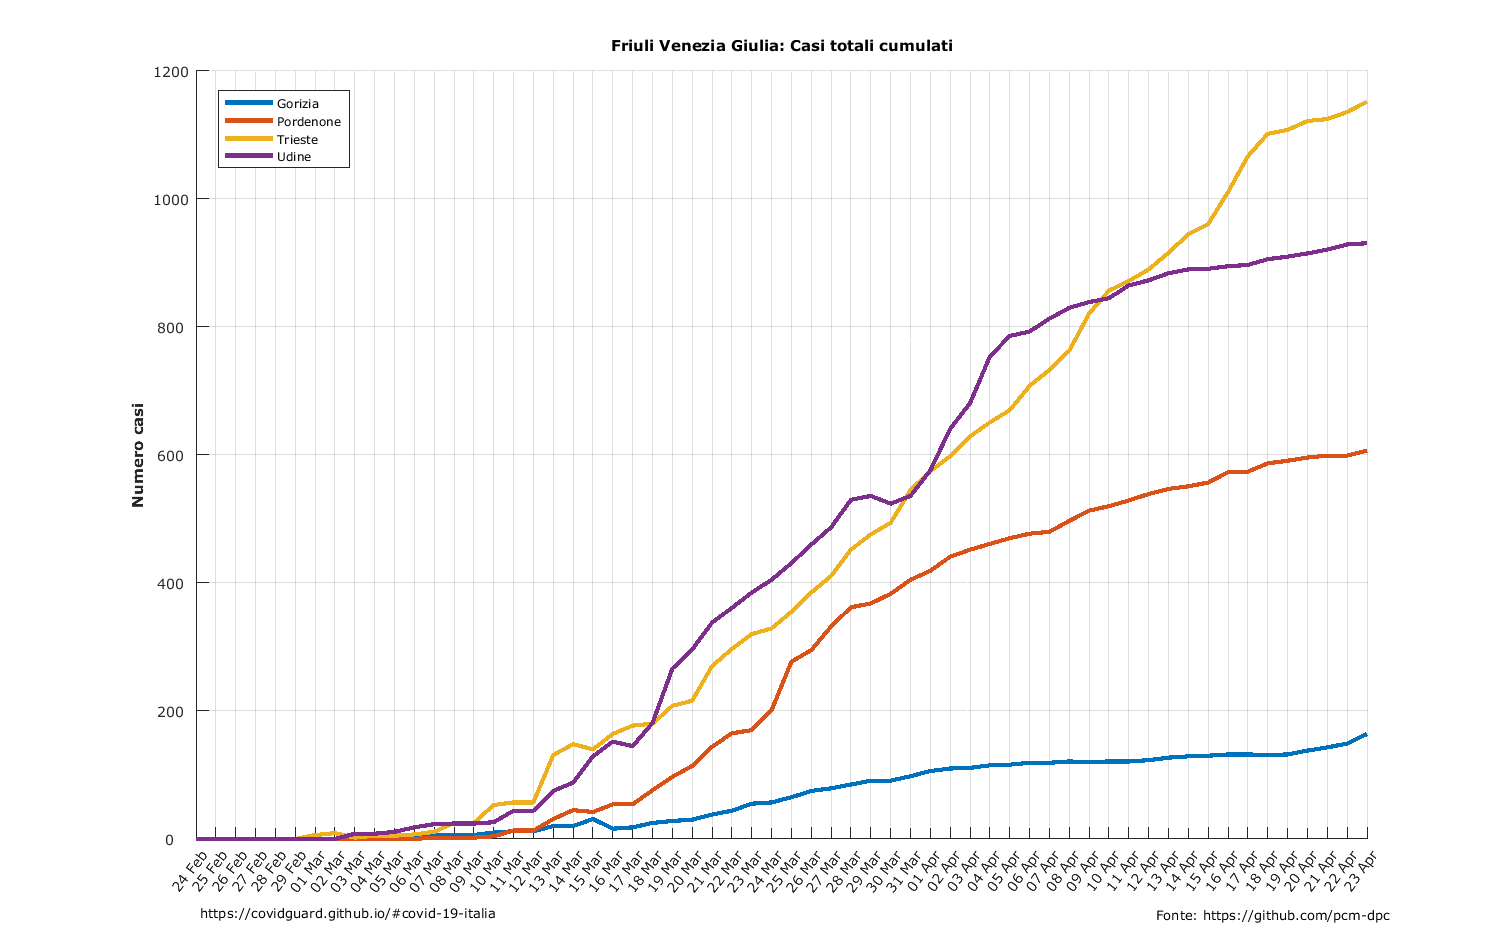 Friuli Venezia Giulia: Casi totali cumulati
1200
1000
800
600
400
200
0
Numero casi
Gorizia
Pordenone
Trieste
Udine
24 Feb
25 Feb
26 Feb
27 Feb
28 Feb
29 Feb
01 Mar
02 Mar
03 Mar
04 Mar
05 Mar
06 Mar
07 Mar
08 Mar
09 Mar
10 Mar
11 Mar
12 Mar
13 Mar
14 Mar
15 Mar
16 Mar
17 Mar
18 Mar
19 Mar
20 Mar
21 Mar
22 Mar
23 Mar
24 Mar
25 Mar
26 Mar
27 Mar
28 Mar
29 Mar
30 Mar
31 Mar
01 Apr
02 Apr
03 Apr
04 Apr
05 Apr
06 Apr
07 Apr
08 Apr
09 Apr
10 Apr
11 Apr
12 Apr
13 Apr
14 Apr
15 Apr
16 Apr
17 Apr
18 Apr
19 Apr
20 Apr
21 Apr
22 Apr
23 Apr
https://covidguard.github.io/#covid-19-italia
Fonte: https://github.com/pcm-dpc